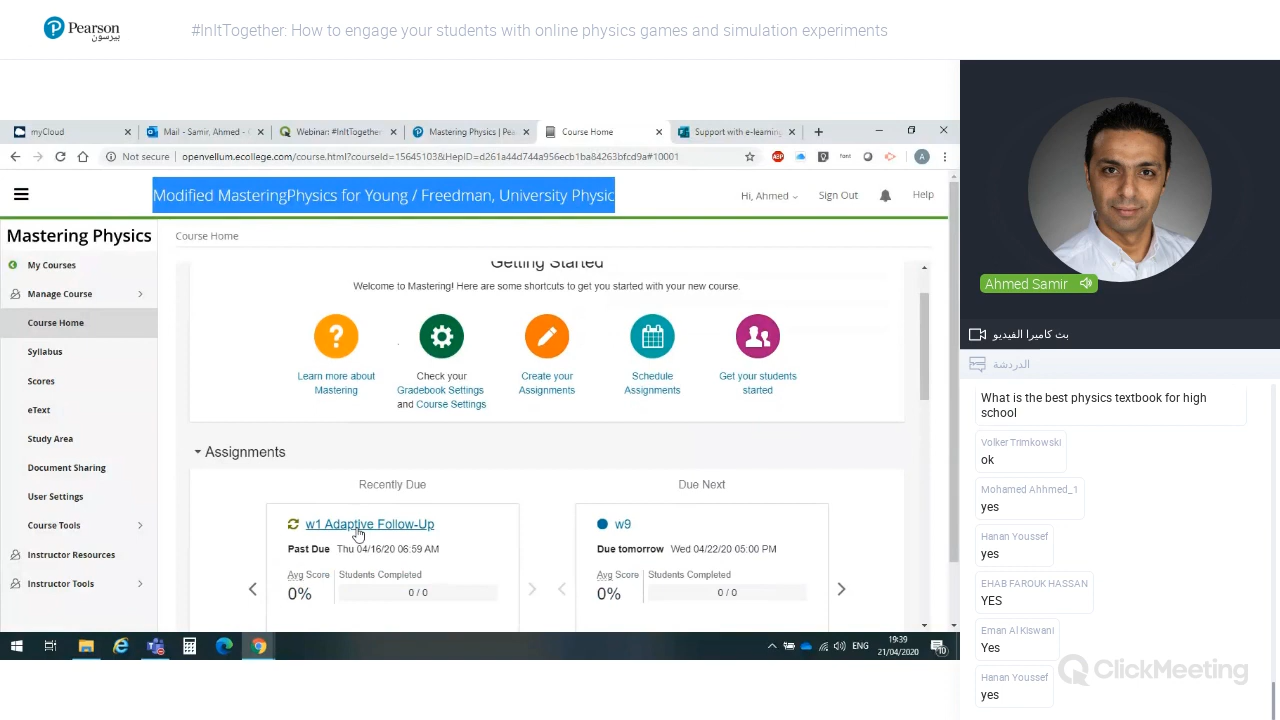 Pearson
بيرسون
#InItTogether: How to engage your students with online physics games and simulation experiments
myCloud
Mail - Samir, Ahmed -
Webinar: #InItTogether
Mastering Physics | Pea
Course Home
Support with e-learning
Not secure
openvellum.ecollege.com/course.html?courseId=15645103&HepID=d261a44d744a956ecb1ba84263bfcd9a#10001
ABP
Font
A
Modified MasteringPhysics for Young / Freedman, University Physic
Hi, Ahmed
Sign Out
Help
Mastering Physics
My Courses
Manage Course
Course Home
Syllabus
Scores
eText
Study Area
Document Sharing
User Settings
Course Tools
Instructor Resources
Instructor Tools
Course Home
Getting Started
Welcome to Mastering! Here are some shortcuts to get you started with your new course.
Learn more about
Mastering
Check your
Gradebook Settings
and Course Settings
Create your
Assignments
Schedule
Assignments
Get your students
started
Assignments
Recently Due
w1 Adaptive Follow-Up
Past Due Thu 04/16/20 06:59 AM
Avg Score Students Completed
0% 0 / 0
Due Next
w9
Due tomorrow Wed 04/22/20 05:00 PM
Avg Score Students Completed
0% 0 / 0
ENG
19:39
21/04/2020
10
Ahmed Samir
بث كاميرا الفيديو
الدردشة
What is the best physics textbook for high
school
Volker Trimkowski
ok
Mohamed Ahhmed_1
yes
Hanan Youssef
yes
EHAB FAROUK HASSAN
YES
Eman Al Kiswani
Yes
Hanan Youssef
yes
ClickMeeting